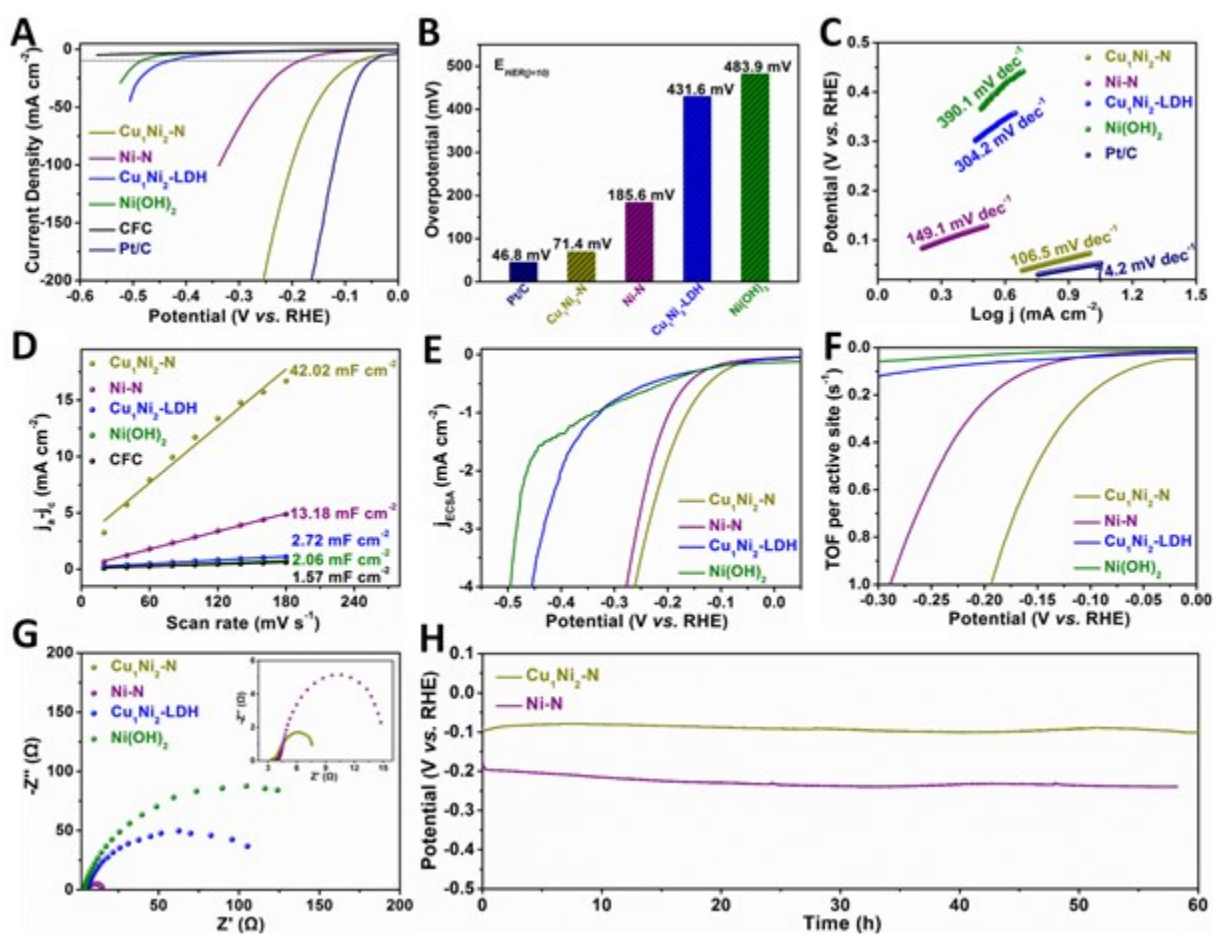 A
0
-50
-100
-150
-200
Current Density (mA cm⁻²)
Cu₁Ni₂-N
Ni-N
Cu₁Ni₂-LDH
Ni(OH)₂
CFC
Pt/C
-0.6 -0.5 -0.4 -0.3 -0.2 -0.1 0.0
Potential (V vs. RHE)
B
E HER(j=10)
500
400
300
200
100
0
Overpotential (mV)
46.8 mV
71.4 mV
185.6 mV
431.6 mV
483.9 mV
Pt/C
Cu₁Ni₂-N
Ni-N
Cu₁Ni₂-LDH
Ni(OH)₂
C
0.5
0.4
0.3
0.2
0.1
Potential (V vs. RHE)
390.1 mV dec⁻¹
304.2 mV dec⁻¹
149.1 mV dec⁻¹
106.5 mV dec⁻¹
74.2 mV dec⁻¹
Cu₁Ni₂-N
Ni-N
Cu₁Ni₂-LDH
Ni(OH)₂
Pt/C
0.0 0.3 0.6 0.9 1.2 1.5
Log j (mA cm⁻²)
D
15
10
5
0
jₐ-j꜀ (mA cm⁻²)
Cu₁Ni₂-N
Ni-N
Cu₁Ni₂-LDH
Ni(OH)₂
CFC
42.02 mF cm⁻²
13.18 mF cm⁻²
2.72 mF cm⁻²
2.06 mF cm⁻²
1.57 mF cm⁻²
0 60 120 180 240
Scan rate (mV s⁻¹)
E
0
-1
-2
-3
-4
j ECSA (mA cm⁻²)
Cu₁Ni₂-N
Ni-N
Cu₁Ni₂-LDH
Ni(OH)₂
-0.5 -0.4 -0.3 -0.2 -0.1 0.0
Potential (V vs. RHE)
F
0.0
0.2
0.4
0.6
0.8
1.0
TOF per active site (s⁻¹)
Cu₁Ni₂-N
Ni-N
Cu₁Ni₂-LDH
Ni(OH)₂
-0.30 -0.25 -0.20 -0.15 -0.10 -0.05 0.00
Potential (V vs. RHE)
G
200
150
100
50
0
-Z'' (Ω)
Cu₁Ni₂-N
Ni-N
Cu₁Ni₂-LDH
Ni(OH)₂
6
4
2
0
-Z'' (Ω)
3 6 9 12 15
Z' (Ω)
50 100 150 200
Z' (Ω)
H
0.1
0.0
-0.1
-0.2
-0.3
-0.4
-0.5
Potential (V vs. RHE)
Cu₁Ni₂-N
Ni-N
0 10 20 30 40 50 60
Time (h)